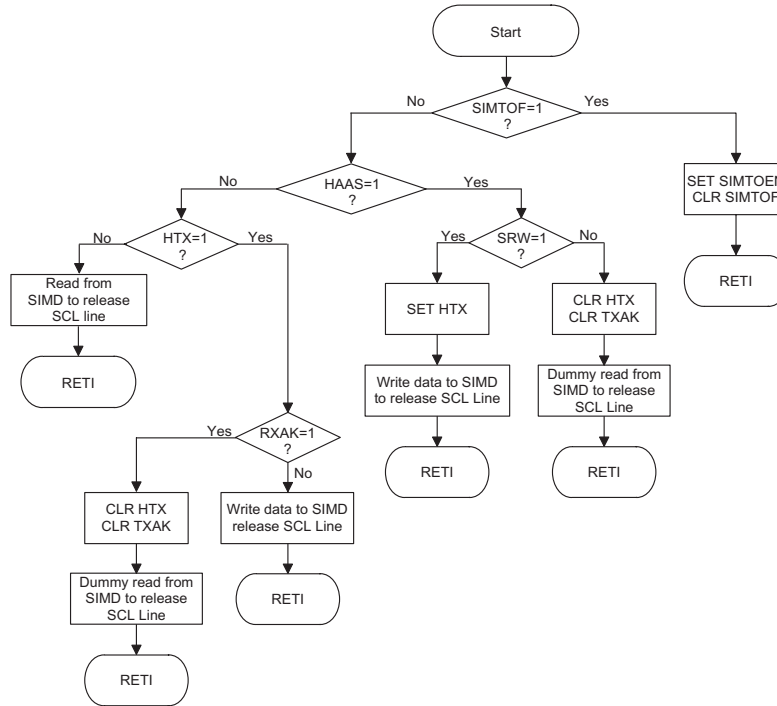 Start
SIMTOF=1
?
No
Yes
HAAS=1
?
No
Yes
SET SIMTOEN
CLR SIMTOF
RETI
HTX=1
?
No
Yes
SRW=1
?
Yes
No
Read from
SIMD to release
SCL line
RETI
SET HTX
CLR HTX
CLR TXAK
Write data to SIMD
to release SCL Line
Dummy read from
SIMD to release
SCL Line
RETI
RETI
RXAK=1
?
Yes
No
CLR HTX
CLR TXAK
Write data to SIMD
release SCL Line
Dummy read from
SIMD to release
SCL Line
RETI
RETI